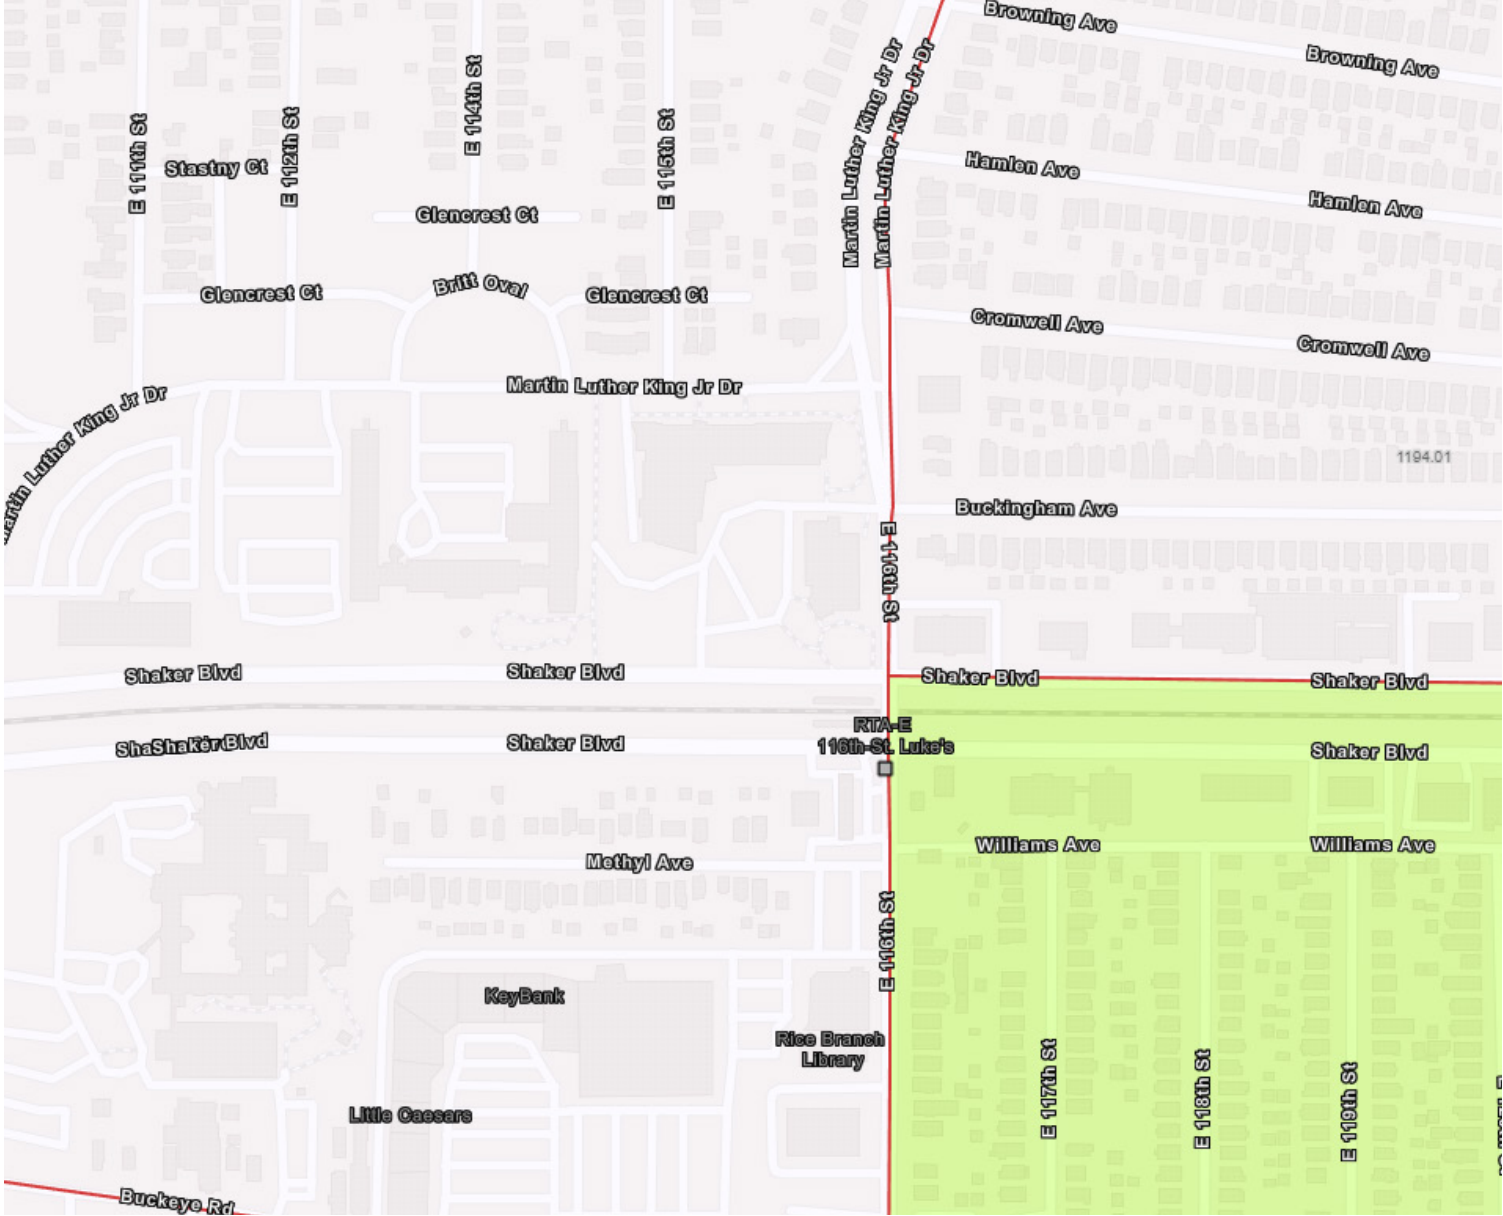 Browning Ave
Browning Ave
Martin Luther King Jr Dr
Martin Luther King Jr Dr
E 114th St
E 111th St
E 112th St
E 115th St
Stastny Ct
Hamlen Ave
Hamlen Ave
Glencrest Ct
Britt Oval
Glencrest Ct
Glencrest Ct
Cromwell Ave
Cromwell Ave
Martin Luther King Jr Dr
Martin Luther King Jr Dr
1194.01
Buckingham Ave
E 116th St
Shaker Blvd
Shaker Blvd
Shaker Blvd
Shaker Blvd
RTA-E
116th-St. Luke's
Shaker Blvd
Shaker Blvd
Shaker Blvd
Williams Ave
Williams Ave
Methyl Ave
E 116th St
KeyBank
Rice Branch
Library
E 117th St
E 118th St
E 119th St
Little Caesars
Buckeye Rd